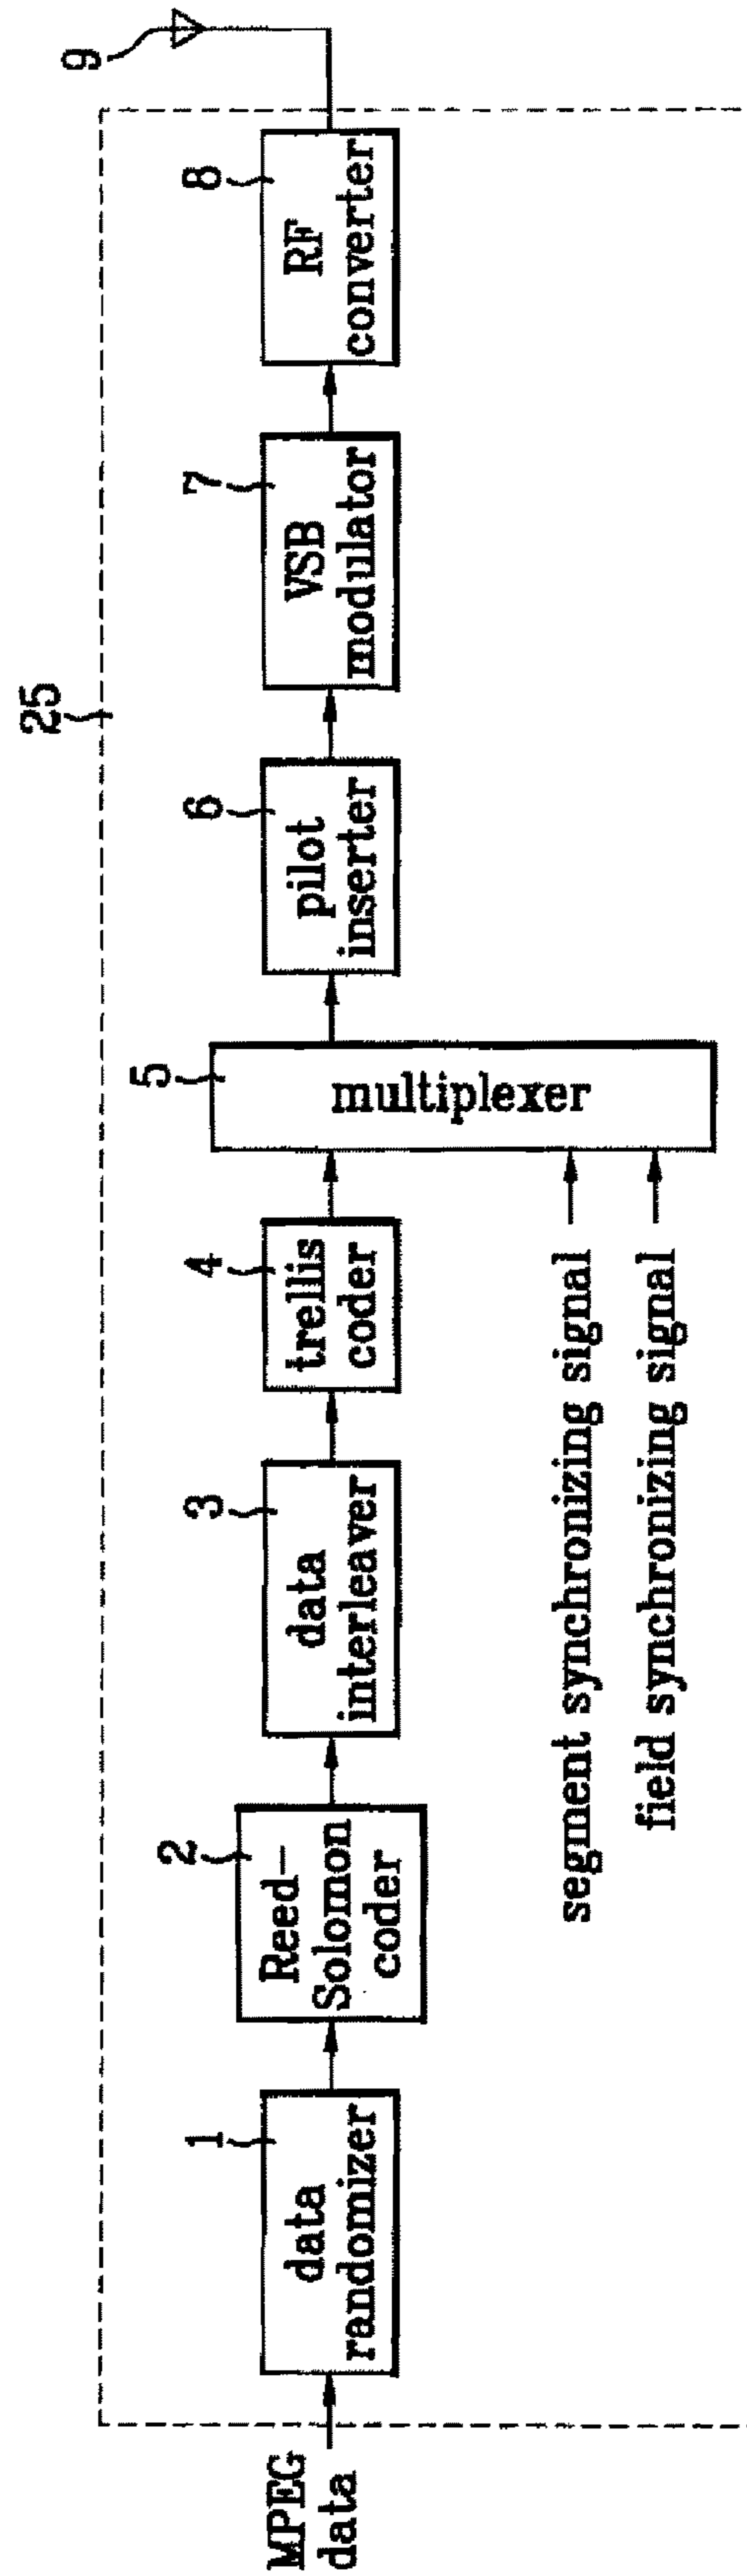 25
MPEG
data
1
data
randomizer
2
Reed-
Solomon
coder
3
data
interleaver
4
trellis
coder
5
multiplexer
segment synchronizing signal
field synchronizing signal
6
pilot
inserter
7
VSB
modulator
8
RF
converter
9